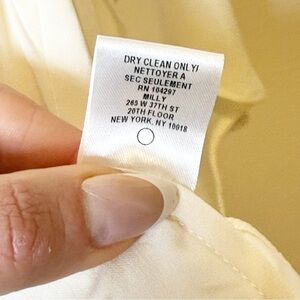 DRY CLEAN ONLY!
NETTOYER A
SEC SEULEMENT
RN 104297
MILLY
265 W 37TH ST
20TH FLOOR
NEW YORK, NY 10018